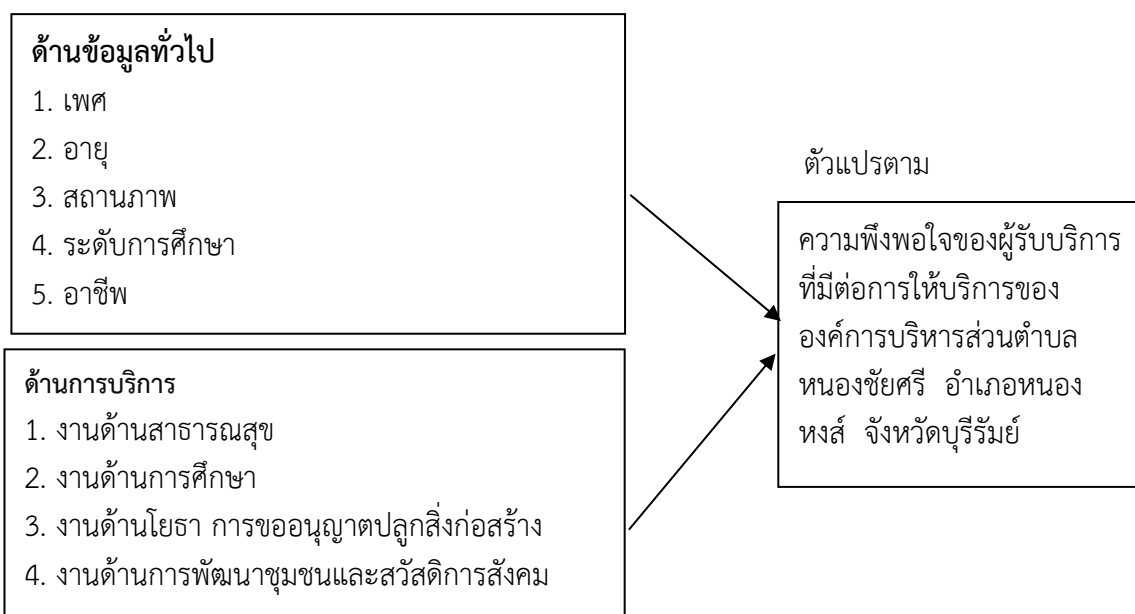 ด้านข้อมูลทั่วไป
1. เพศ
2. อายุ
3. สถานภาพ
4. ระดับการศึกษา
5. อาชีพ
ด้านการบริการ
1. งานด้านสาธารณสุข
2. งานด้านการศึกษา
3. งานด้านโยธา การขออนุญาตปลูกสิ่งก่อสร้าง
4. งานด้านการพัฒนาชุมชนและสวัสดิการสังคม
ตัวแปรตาม
ความพึงพอใจของผู้รับบริการ
ที่มีต่อการให้บริการของ
องค์การบริหารส่วนตำบล
หนองชัยศรี อำเภอหนอง
หงส์ จังหวัดบุรีรัมย์